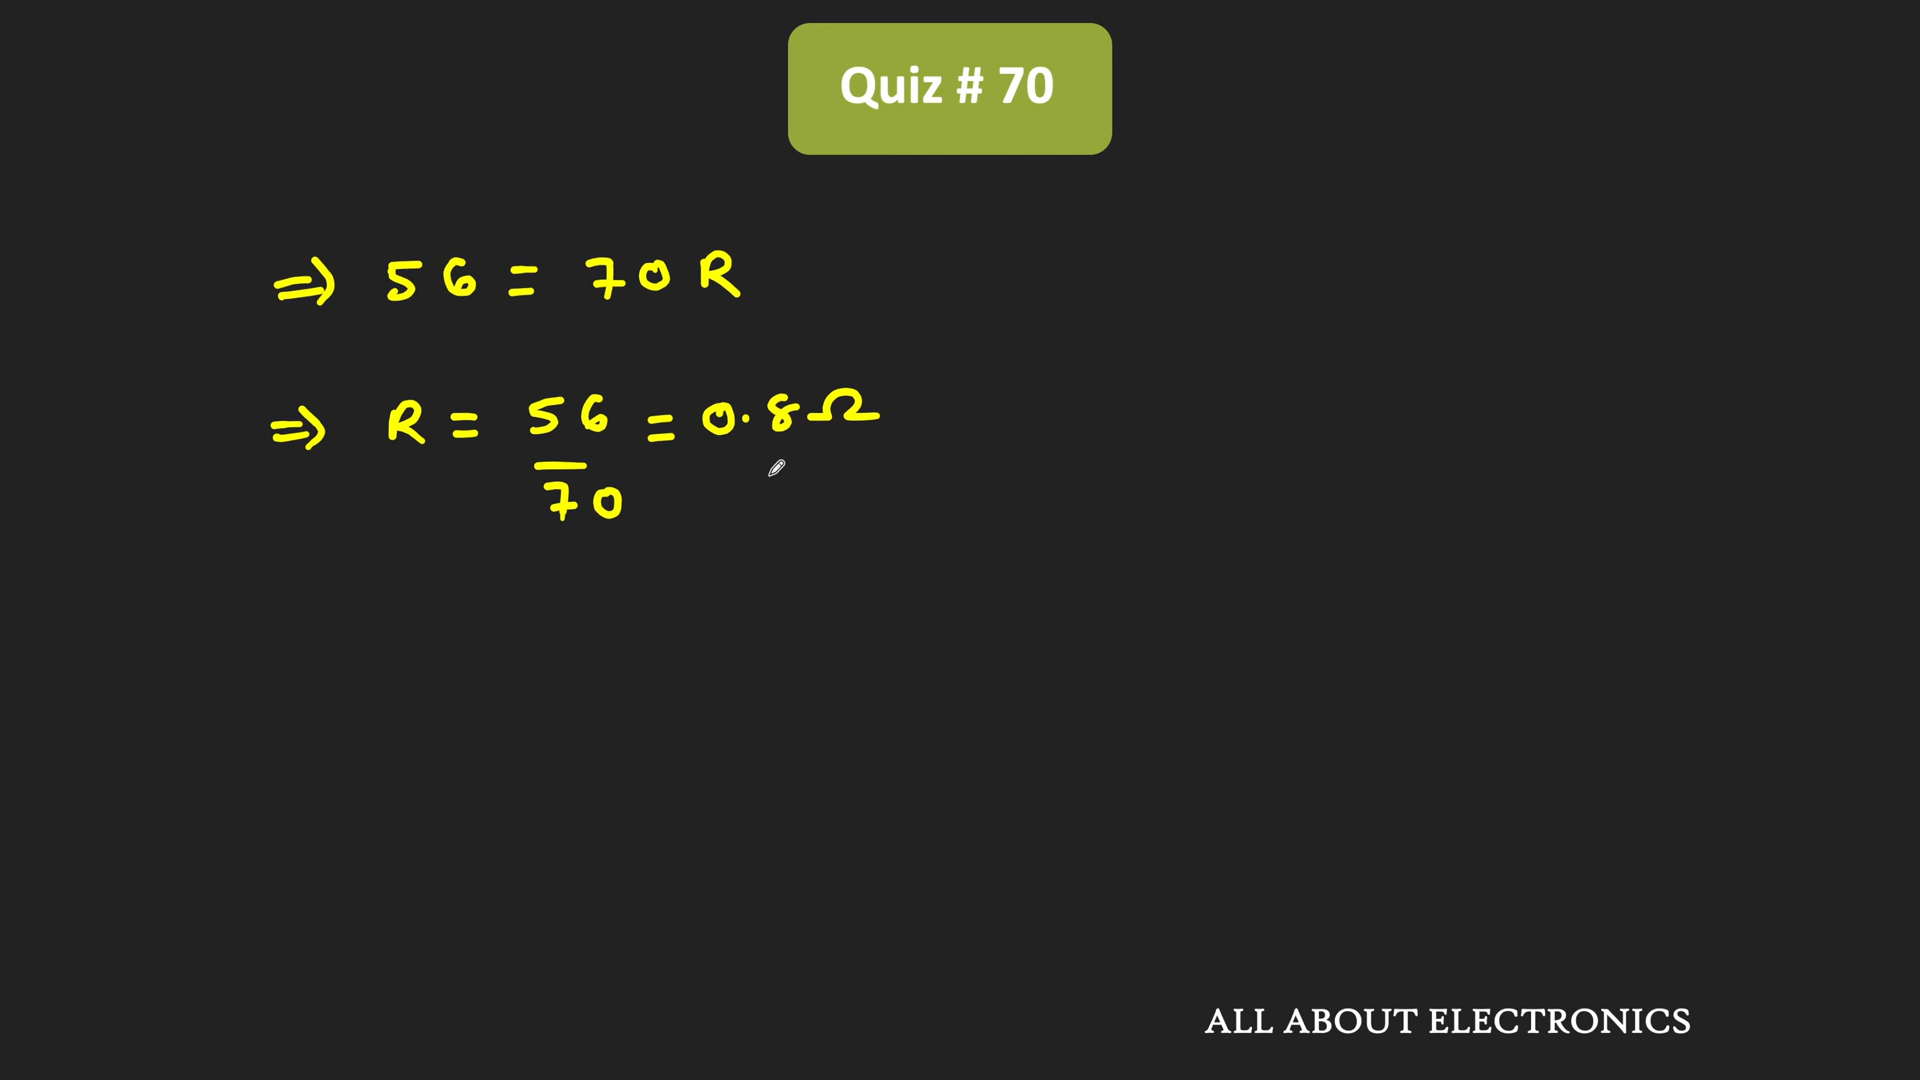 Quiz # 70
⇒ 56 = 70 R
⇒ R = 56/70 = 0.8 Ω
ALL ABOUT ELECTRONICS